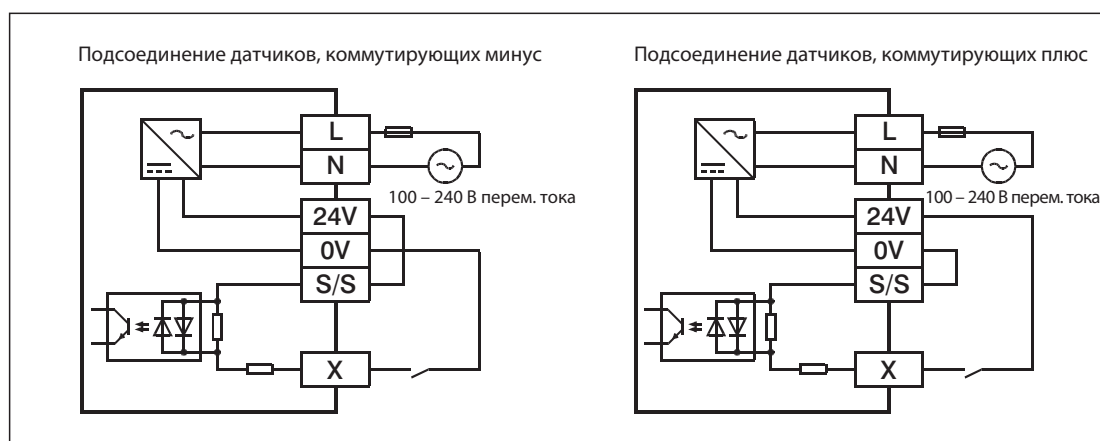 Подсоединение датчиков, коммутирующих минус
L
N
100 – 240 В перем. тока
24V
0V
S/S
X
Подсоединение датчиков, коммутирующих плюс
L
N
100 – 240 В перем. тока
24V
0V
S/S
X